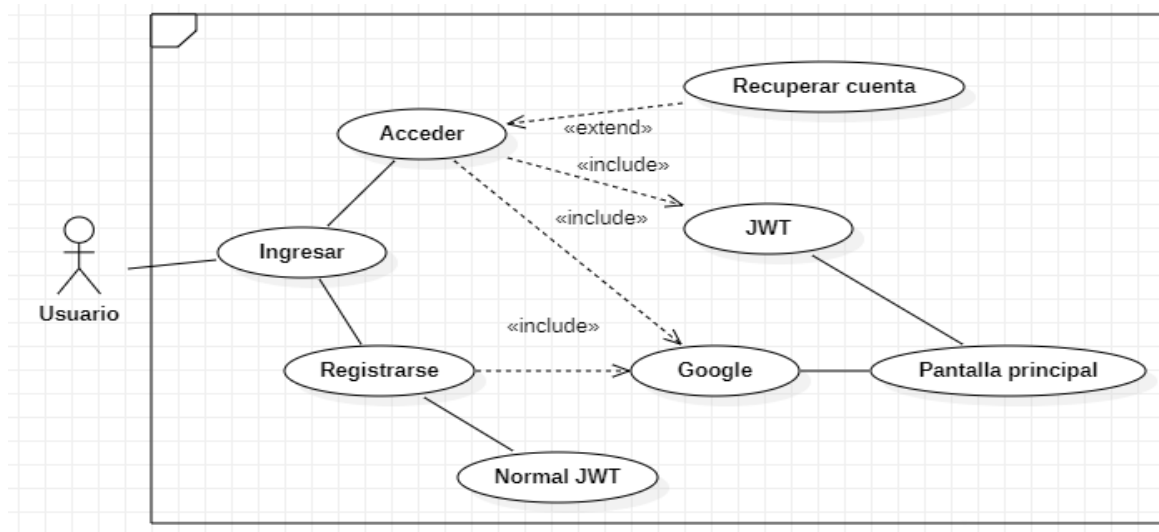 Recuperar cuenta
Acceder
«extend»
«include»
«include»
JWT
Ingresar
Usuario
«include»
Registrarse
Google
Pantalla principal
Normal JWT